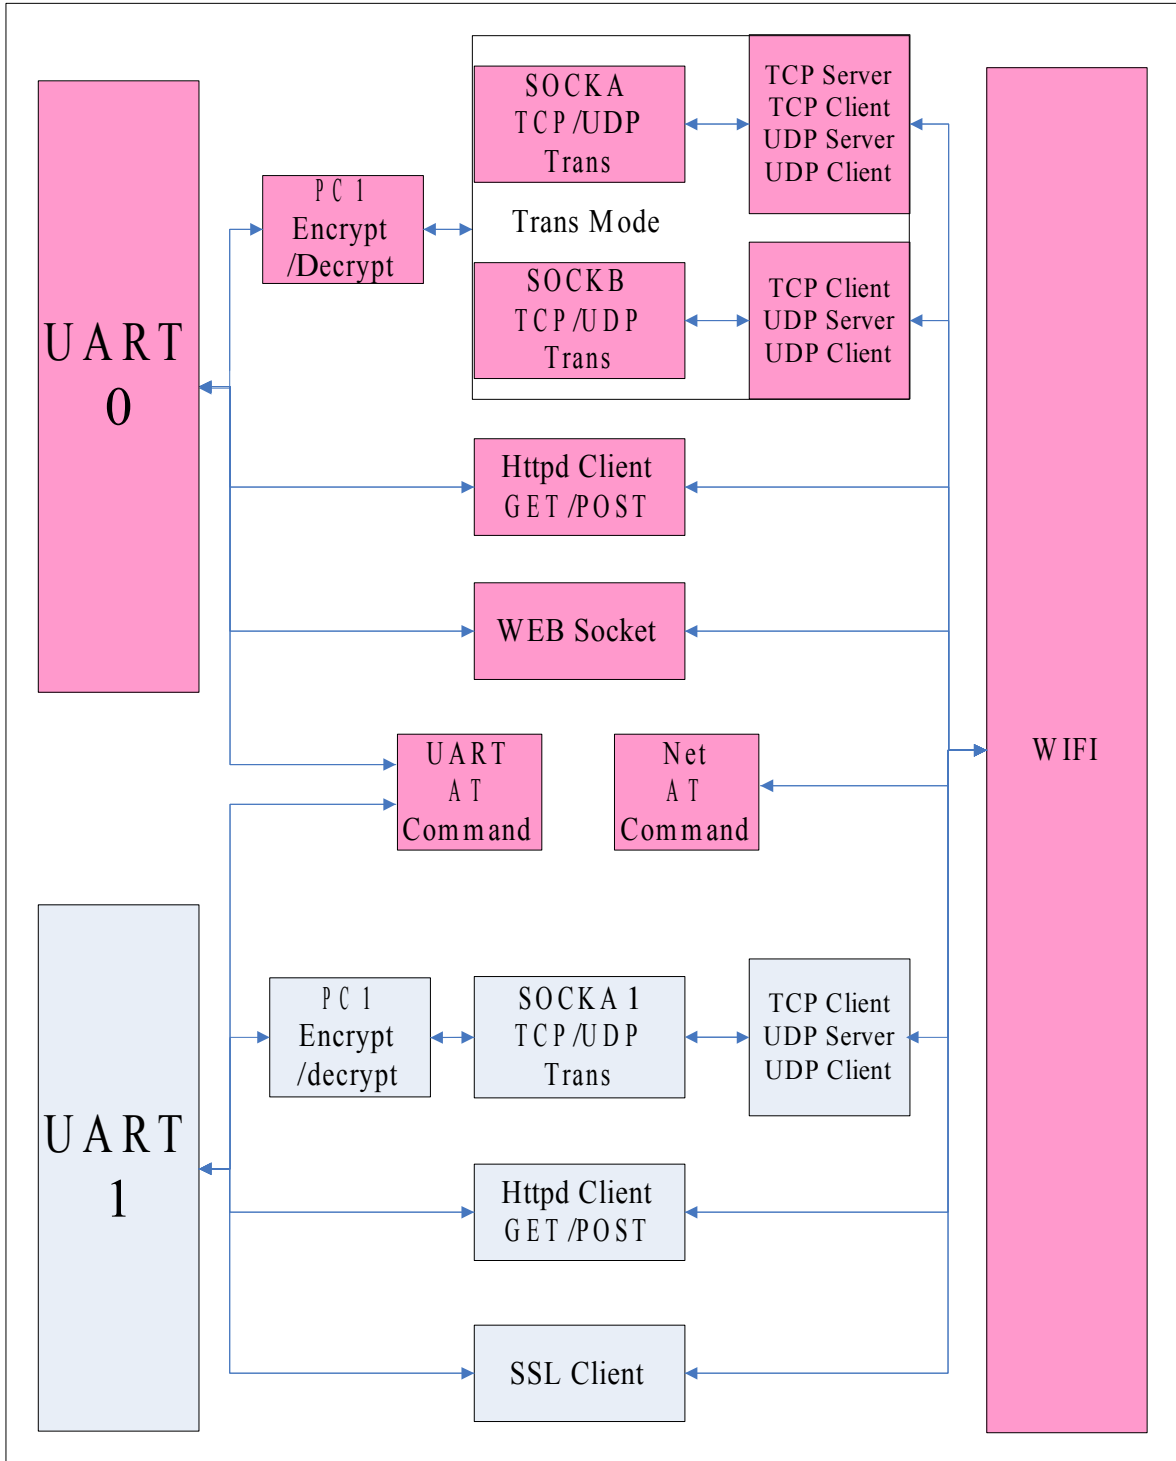 SOCKA
TCP/UDP
Trans
TCP Server
TCP Client
UDP Server
UDP Client
PC1
Encrypt
/Decrypt
Trans Mode
SOCKB
TCP/UDP
Trans
TCP Client
UDP Server
UDP Client
UART
0
Httpd Client
GET/POST
WEB Socket
UART
AT
Command
Net
AT
Command
WIFI
PC1
Encrypt
/decrypt
SOCKA1
TCP/UDP
Trans
TCP Client
UDP Server
UDP Client
UART
1
Httpd Client
GET/POST
SSL Client